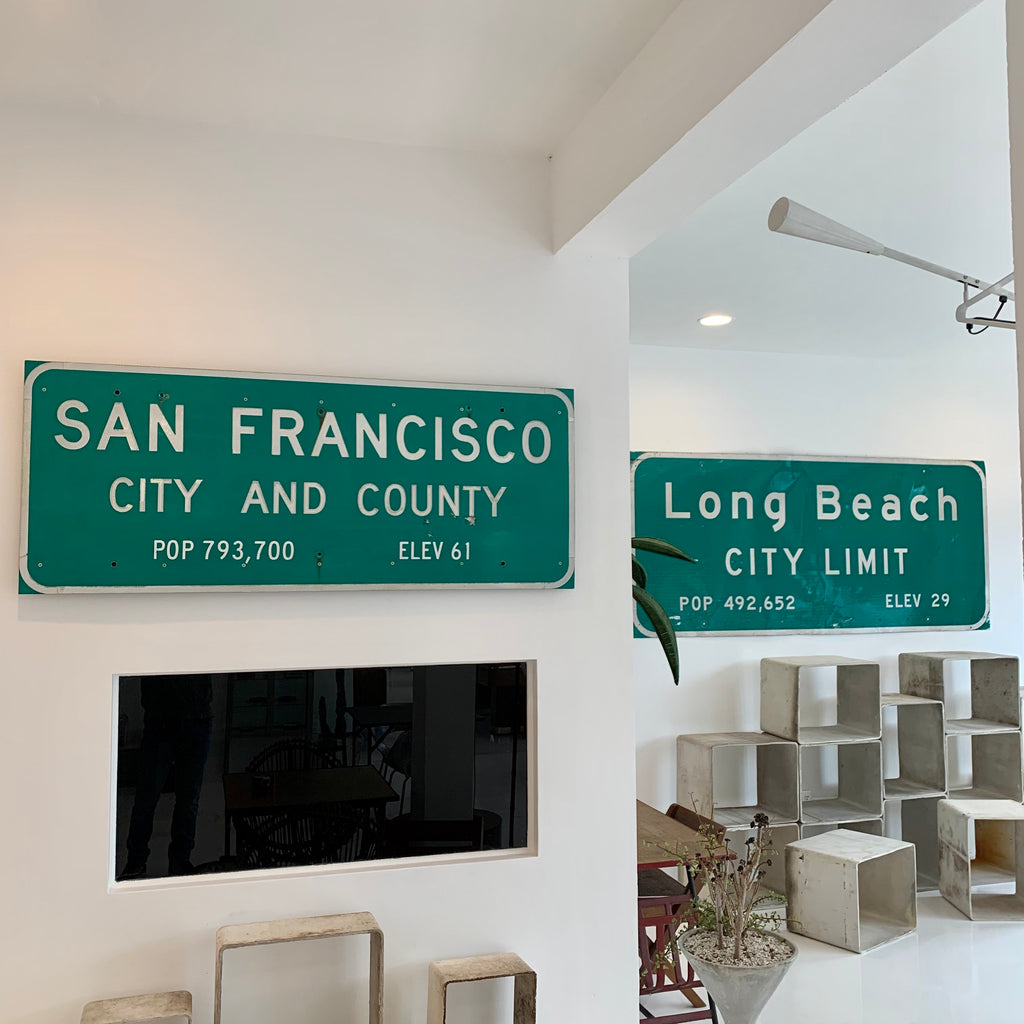 SAN FRANCISCO
CITY AND COUNTY
POP 793,700 ELEV 61
Long Beach
CITY LIMIT
POP 492,652 ELEV 29